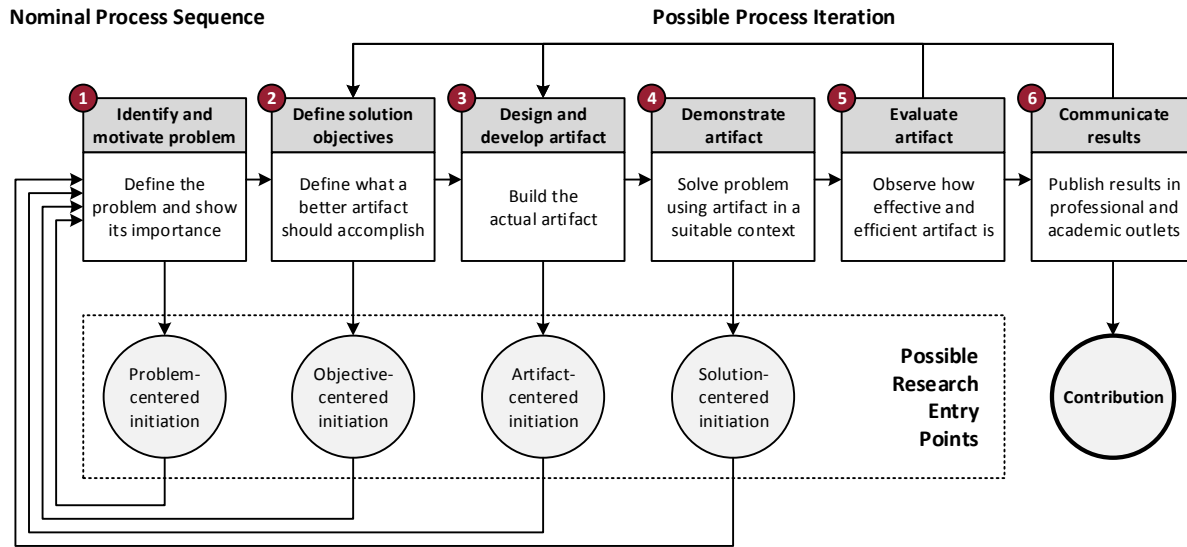 Nominal Process Sequence
Possible Process Iteration
1
Identify and
motivate problem
Define the
problem and show
its importance
2
Define solution
objectives
Define what a
better artifact
should accomplish
3
Design and
develop artifact
Build the
actual artifact
4
Demonstrate
artifact
Solve problem
using artifact in a
suitable context
5
Evaluate
artifact
Observe how
effective and
efficient artifact is
6
Communicate
results
Publish results in
professional and
academic outlets
Problem-
centered
initiation
Objective-
centered
initiation
Artifact-
centered
initiation
Solution-
centered
initiation
Possible
Research
Entry
Points
Contribution